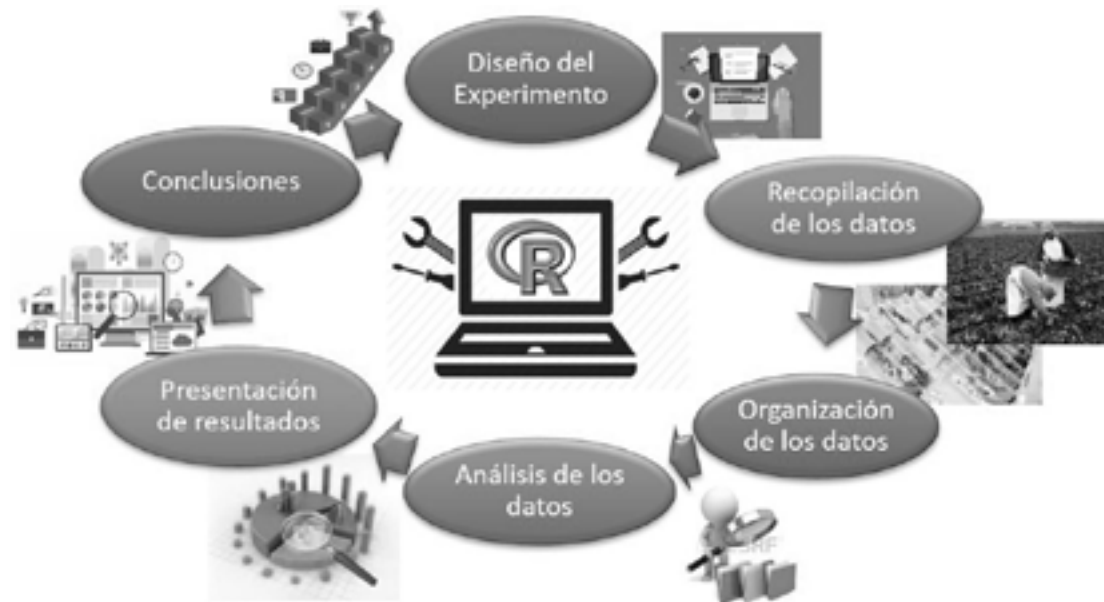 Diseño del
Experimento
Recopilación
de los datos
Organización
de los datos
Análisis de los
datos
Presentación
de resultados
Conclusiones
R